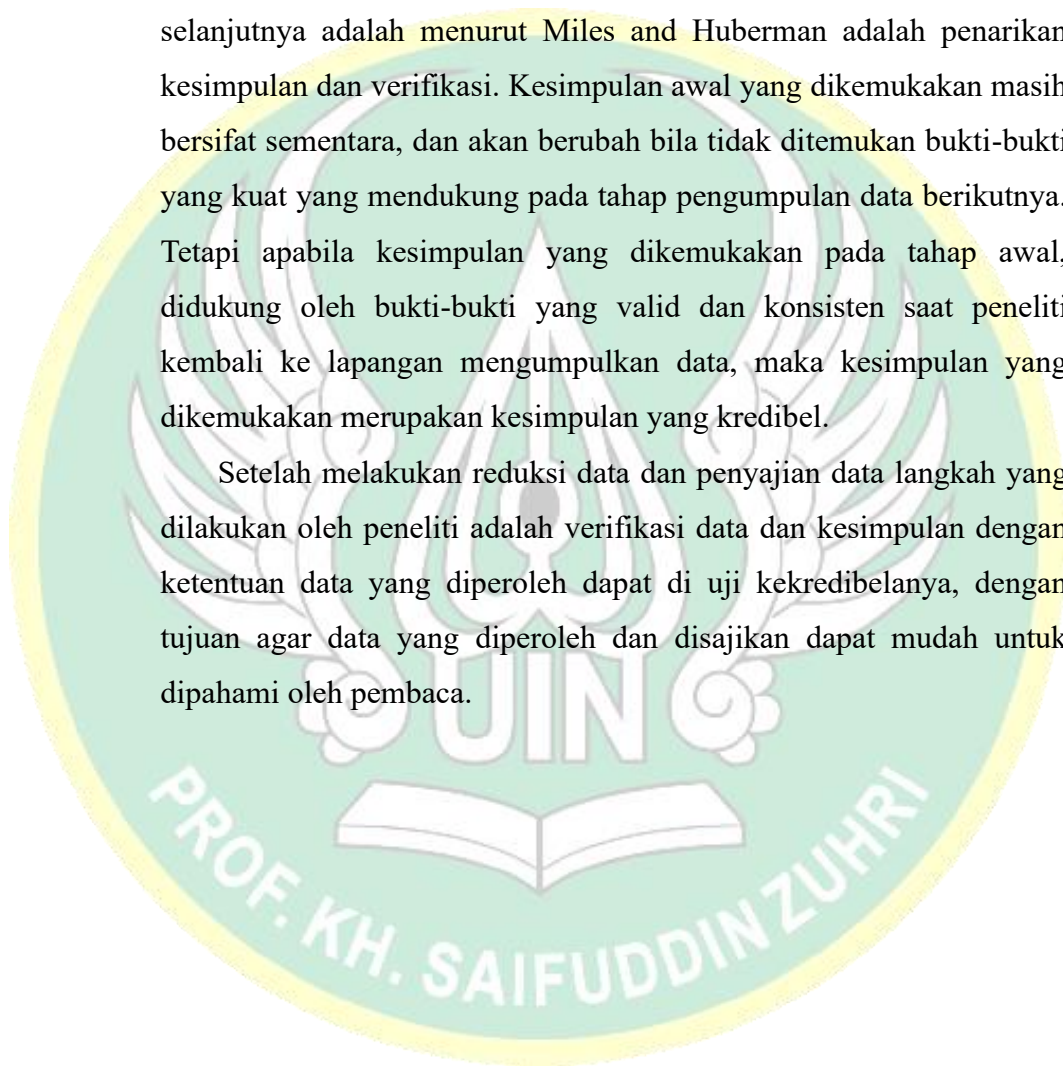 selanjutnya adalah menurut Miles and Huberman adalah penarikan
kesimpulan dan verifikasi. Kesimpulan awal yang dikemukakan masih
bersifat sementara, dan akan berubah bila tidak ditemukan bukti-bukti
yang kuat yang mendukung pada tahap pengumpulan data berikutnya.
Tetapi apabila kesimpulan yang dikemukakan pada tahap awal,
didukung oleh bukti-bukti yang valid dan konsisten saat peneliti
kembali ke lapangan mengumpulkan data, maka kesimpulan yang
dikemukakan merupakan kesimpulan yang kredibel.
Setelah melakukan reduksi data dan penyajian data langkah yang
dilakukan oleh peneliti adalah verifikasi data dan kesimpulan dengan
ketentuan data yang diperoleh dapat di uji kekredibelanya, dengan
tujuan agar data yang diperoleh dan disajikan dapat mudah untuk
dipahami oleh pembaca.
UIN
PROF. KH. SAIFUDDIN ZUHRI